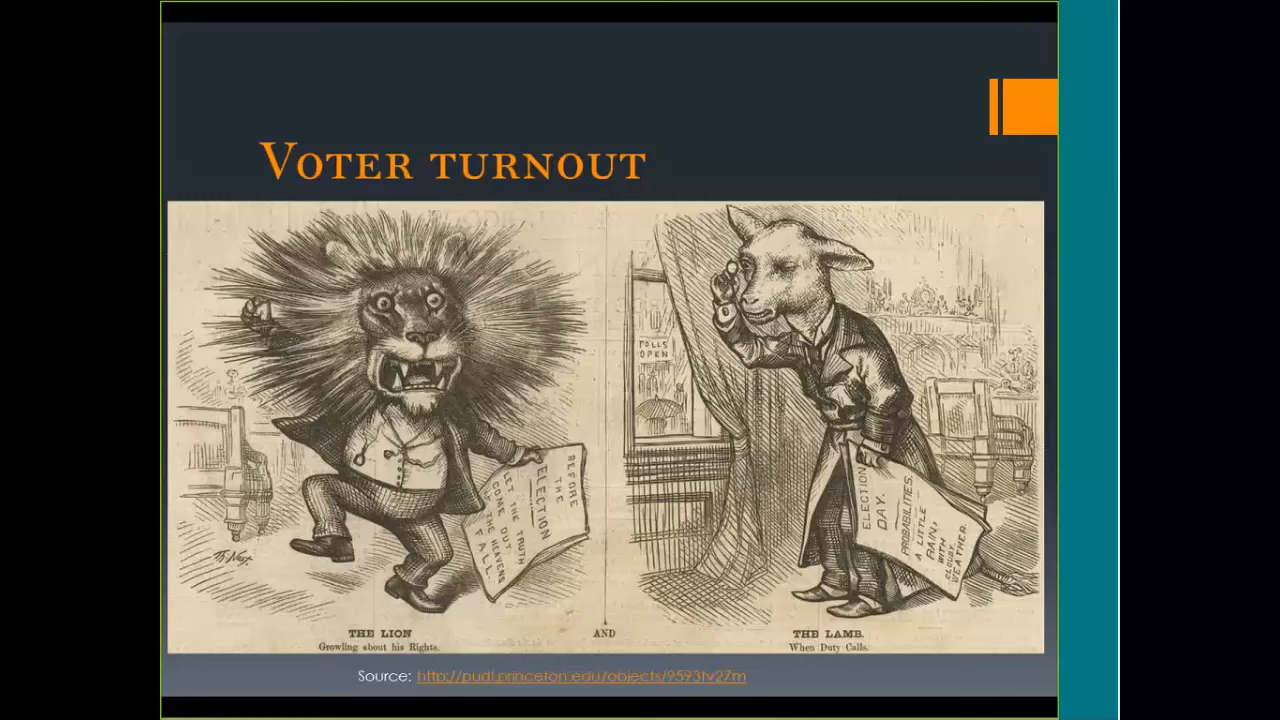 VOTER TURNOUT
BEFORE
THE
ELECTION
LET THE TRUTH
COME OUT
THE HEAVENS
FALL.
Th. Nast
POLLS
OPEN
ELECTION
DAY.
PROBABILITIES.
A LITTLE
RAIN,
WITH
CLOUDY
WEATHER.
THE LION
Growling about his Rights.
AND
THE LAMB.
When Duty Calls.
Source: http://pudl.princeton.edu/objects/9593tv27m